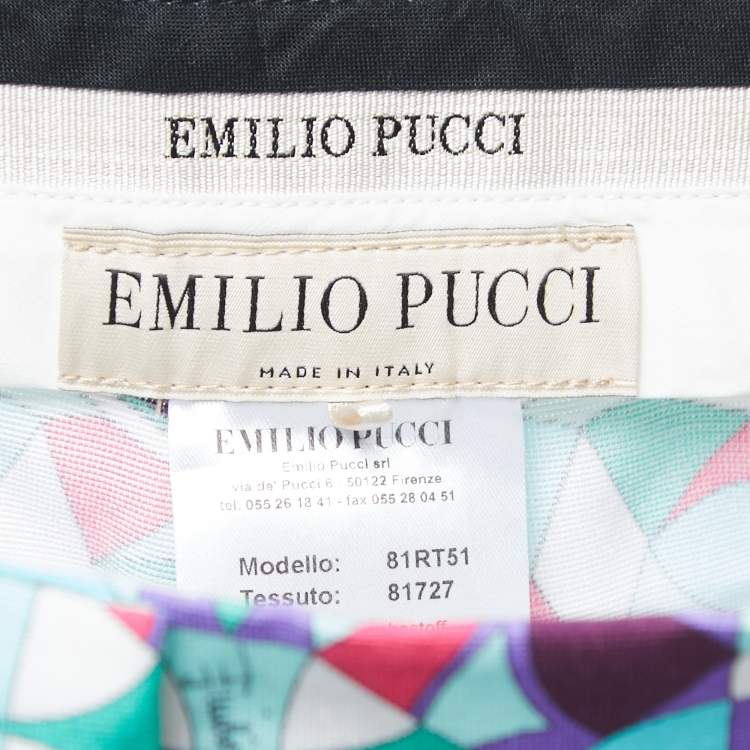 EMILIO PUCCI
EMILIO PUCCI
MADE IN ITALY
EMILIO PUCCI
Emilio Pucci srl
via de' Pucci 6 - 50122 Firenze
tel. 055 26 18 41 - fax 055 28 04 51
Modello: 81RT51
Tessuto: 81727